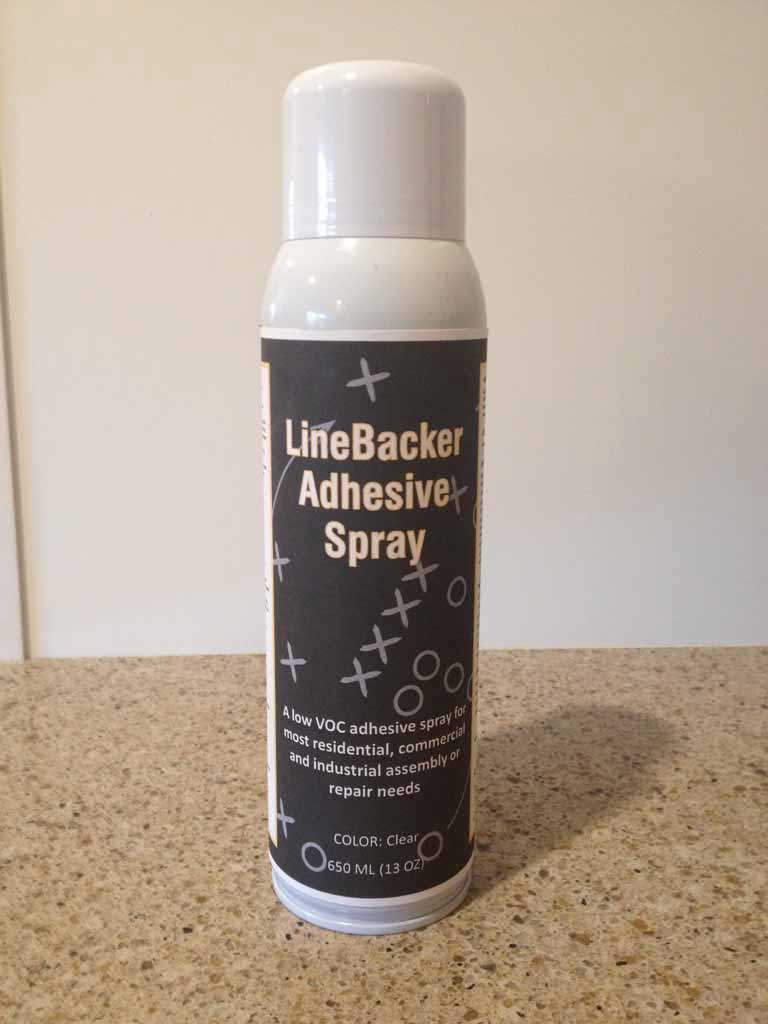 LineBacker
Adhesive
Spray
A low VOC adhesive spray for
most residential, commercial
and industrial assembly or
repair needs
COLOR: Clear
650 ML (13 OZ)